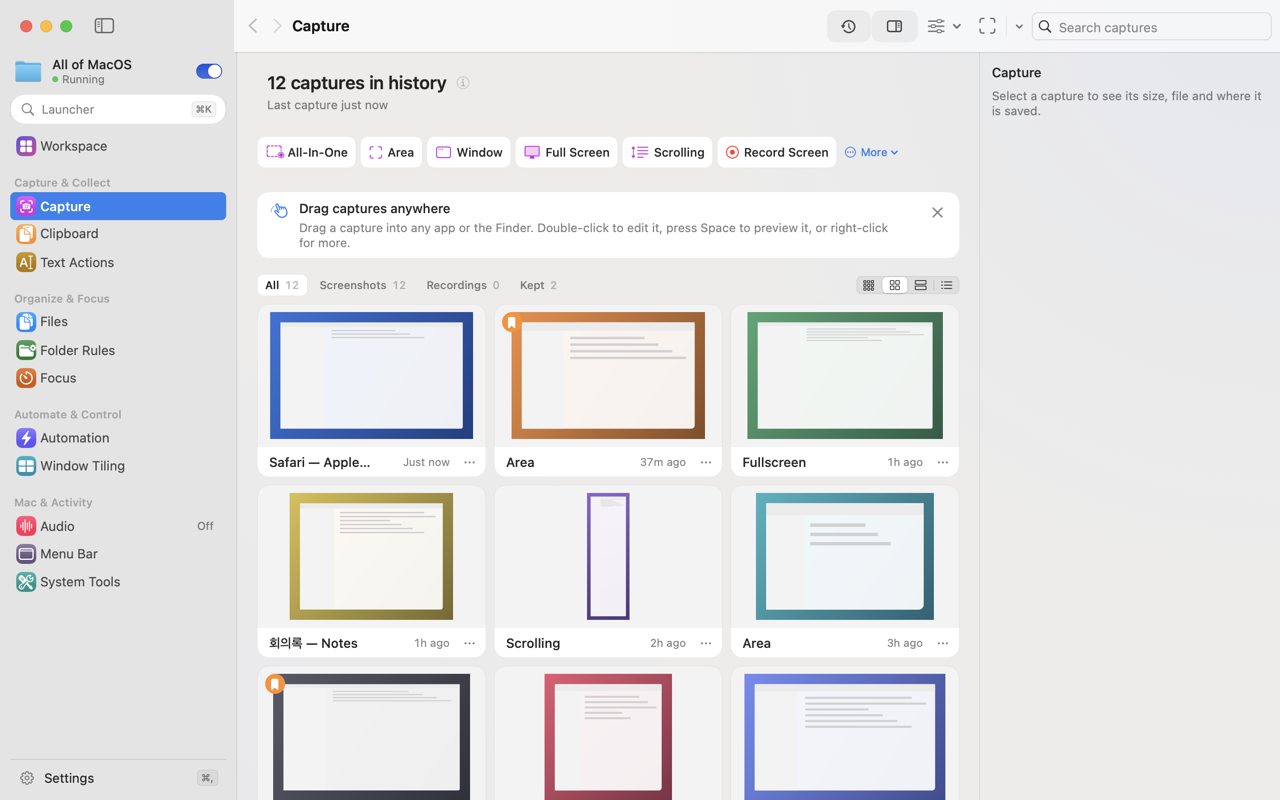 Capture
Search captures
All of MacOS
Running
Launcher ⌘K
Workspace
Capture & Collect
Capture
Clipboard
Text Actions
Organize & Focus
Files
Folder Rules
Focus
Automate & Control
Automation
Window Tiling
Mac & Activity
Audio Off
Menu Bar
System Tools
Settings ⌘,
12 captures in history
Last capture just now
All-In-One Area Window Full Screen Scrolling Record Screen More
Drag captures anywhere
Drag a capture into any app or the Finder. Double-click to edit it, press Space to preview it, or right-click
for more.
All 12 Screenshots 12 Recordings 0 Kept 2
Safari — Apple... Just now
Area 37m ago
Fullscreen 1h ago
회의록 — Notes 1h ago
Scrolling 2h ago
Area 3h ago
Capture
Select a capture to see its size, file and where it
is saved.